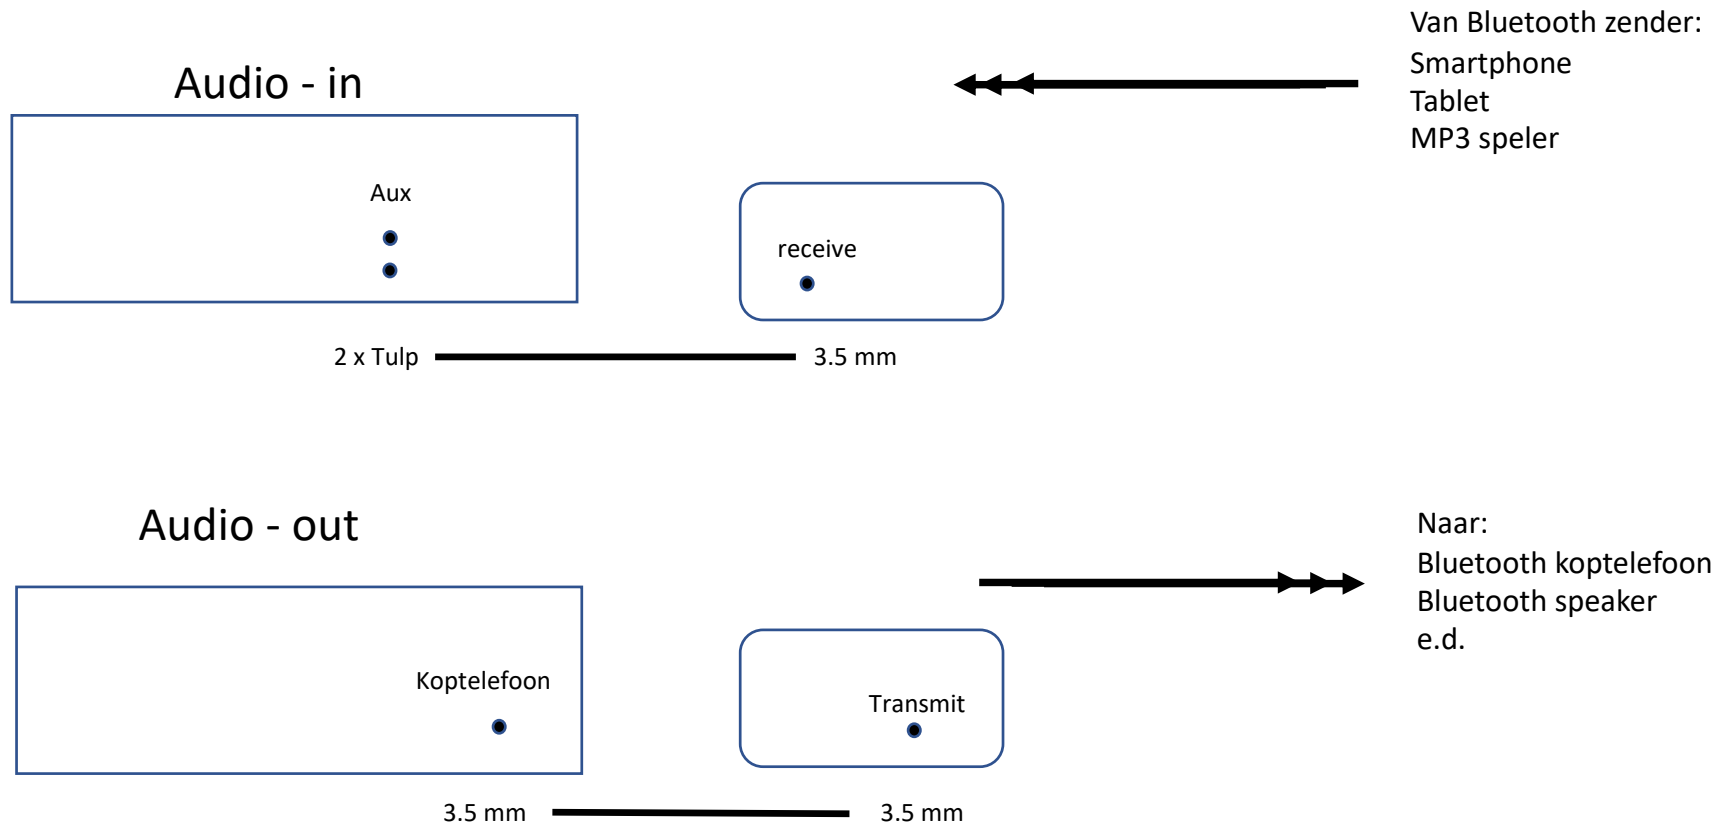 Van Bluetooth zender:
Smartphone
Tablet
MP3 speler
Audio - in
Aux
receive
2 x Tulp
3.5 mm
Audio - out
Naar:
Bluetooth koptelefoon
Bluetooth speaker
e.d.
Koptelefoon
Transmit
3.5 mm
3.5 mm